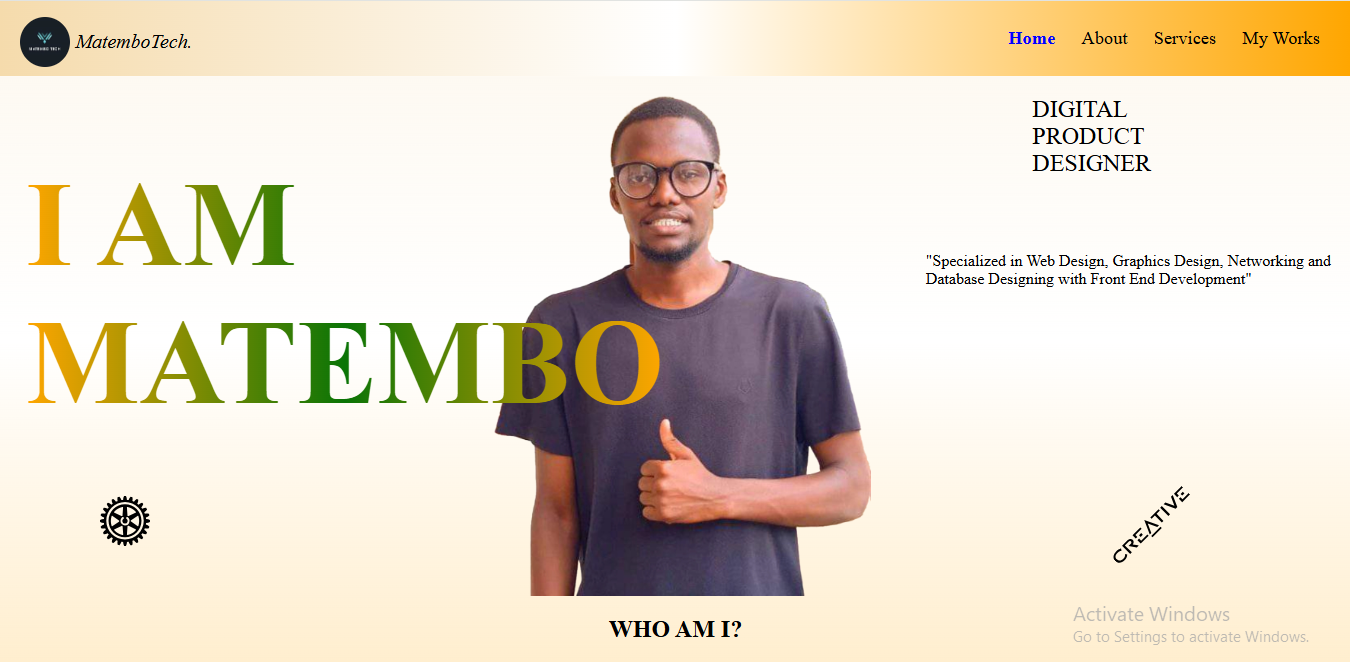 MATEMBO TECH
MatemboTech.
Home About Services My Works
DIGITAL
PRODUCT
DESIGNER
I AM
MATEMBO
"Specialized in Web Design, Graphics Design, Networking and
Database Designing with Front End Development"
CREATIVE
WHO AM I?
Activate Windows
Go to Settings to activate Windows.